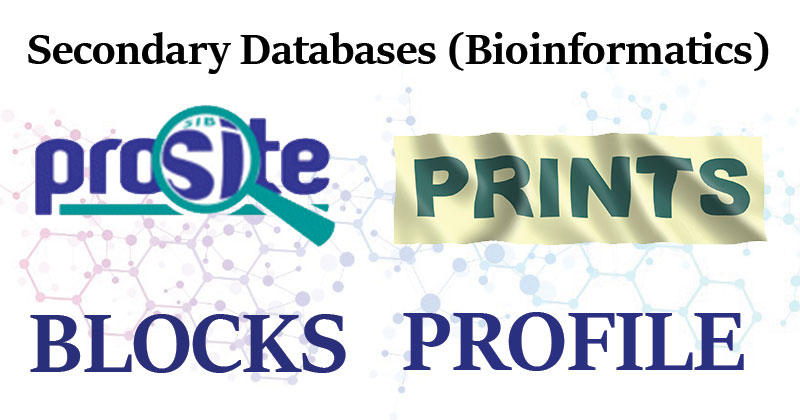 Secondary Databases (Bioinformatics)
SIB
prosite
PRINTS
BLOCKS
PROFILE